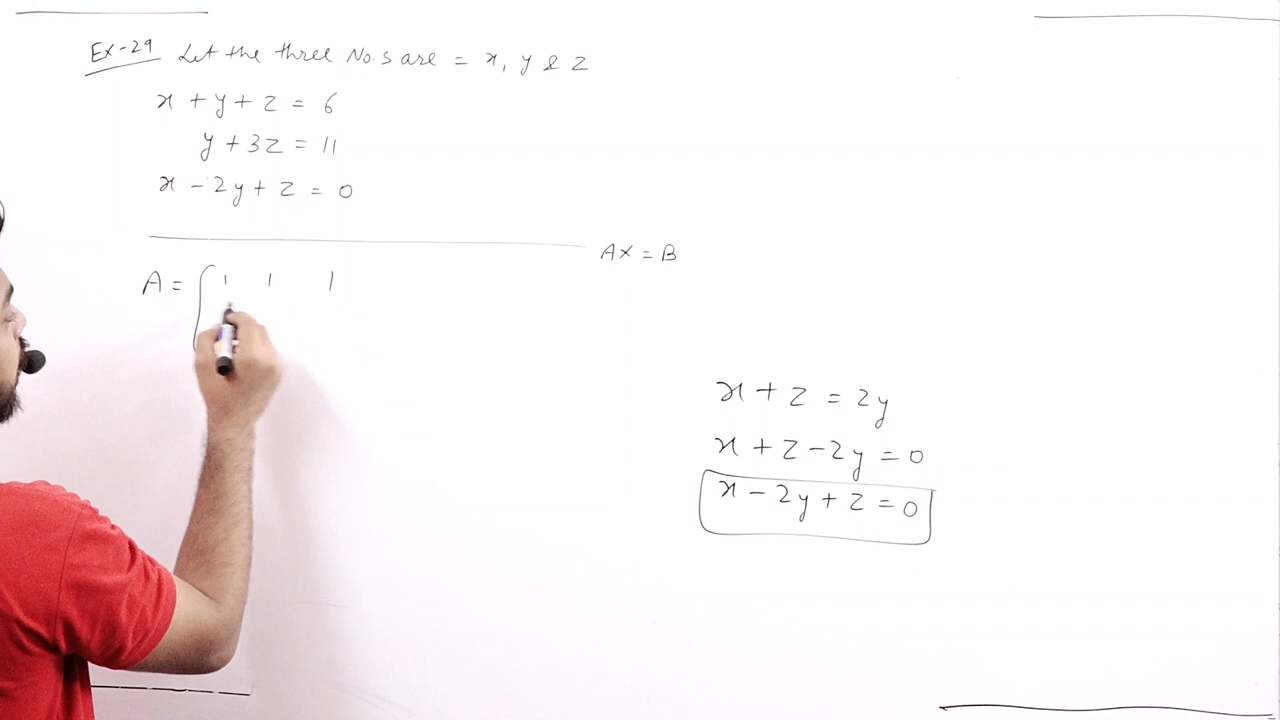 Ex-29 Let the three No.s are = x, y & z
x + y + z = 6
y + 3z = 11
x - 2y + z = 0
AX = B
A = [ 1 1 1
x + z = 2y
x + z - 2y = 0
x - 2y + z = 0